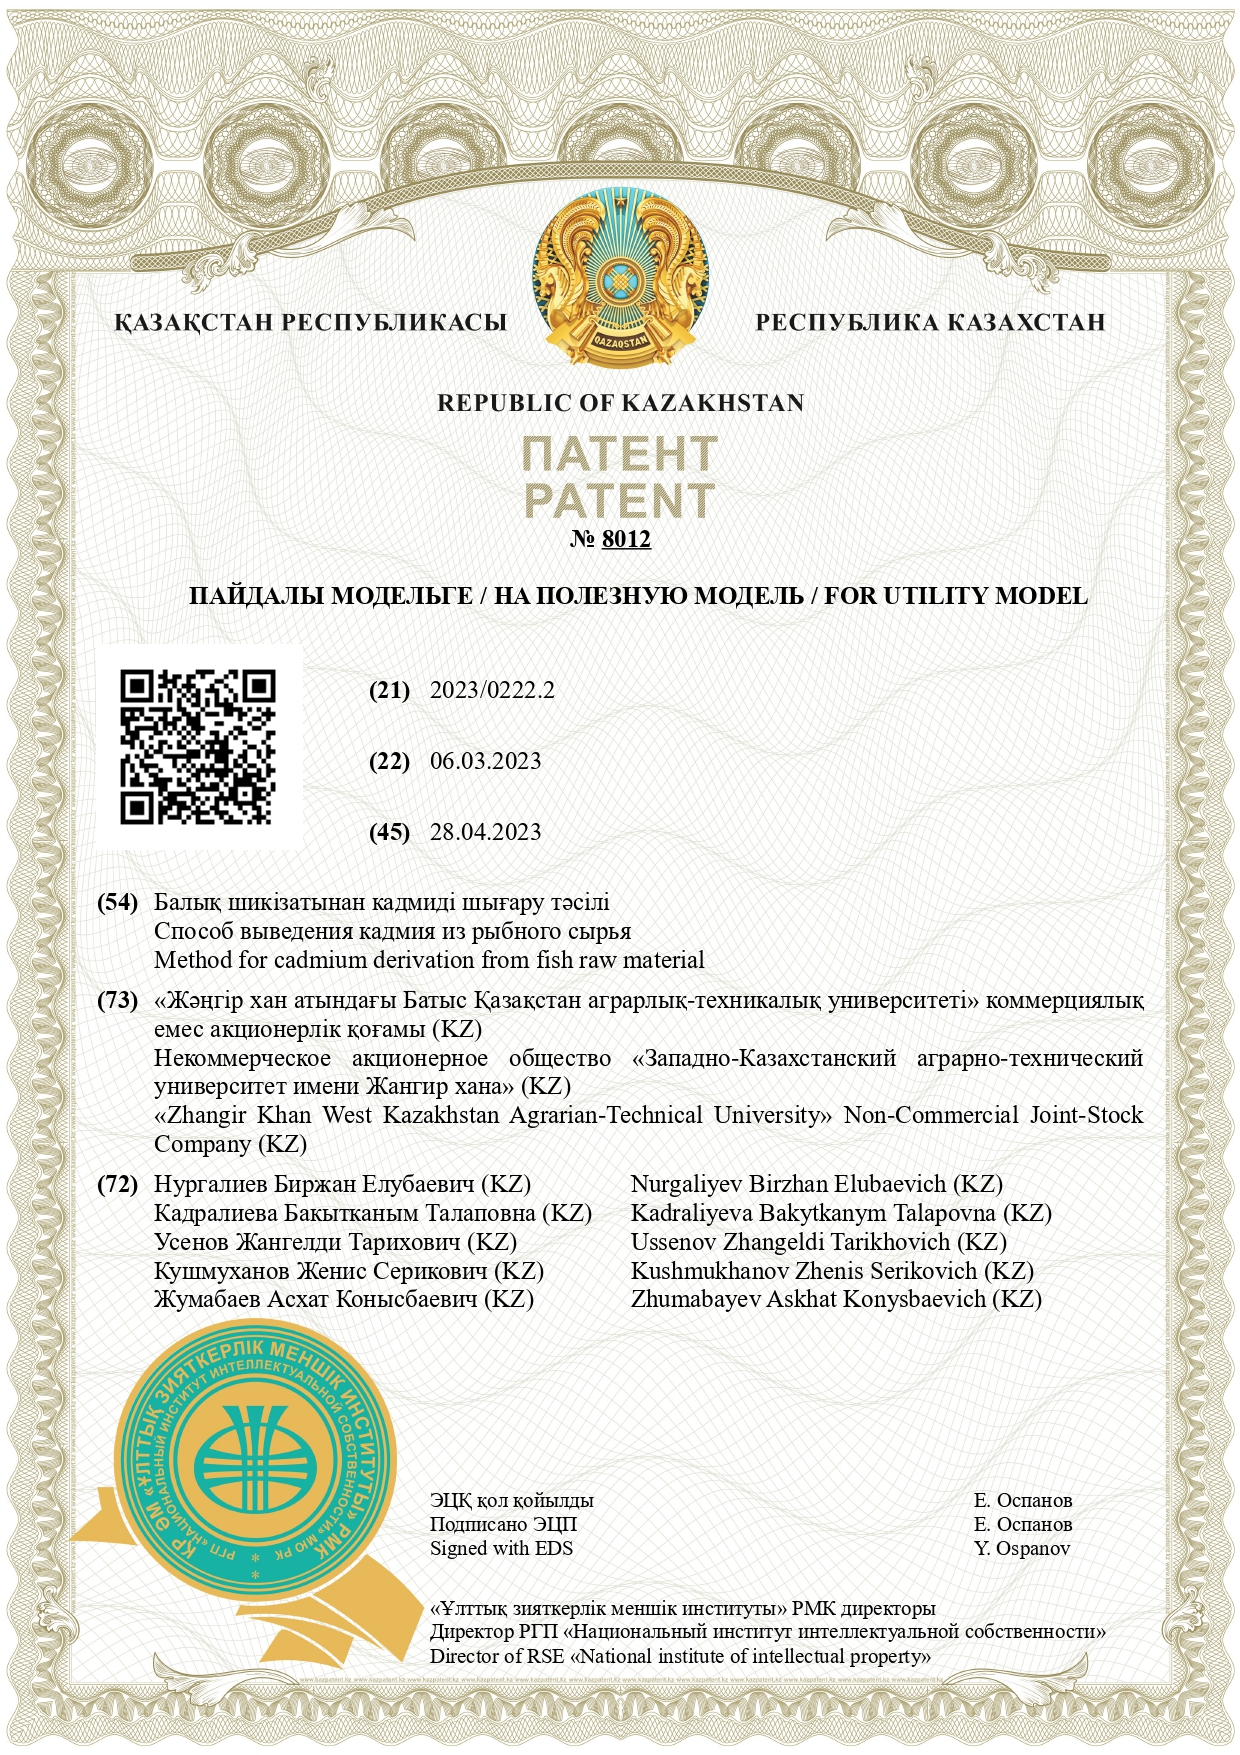 ҚАЗАҚСТАН РЕСПУБЛИКАСЫ
РЕСПУБЛИКА КАЗАХСТАН
QAZAQSTAN
REPUBLIC OF KAZAKHSTAN
ПАТЕНТ
PATENT
№ 8012
ПАЙДАЛЫ МОДЕЛЬГЕ / НА ПОЛЕЗНУЮ МОДЕЛЬ / FOR UTILITY MODEL
(21) 2023/0222.2
(22) 06.03.2023
(45) 28.04.2023
(54) Балық шикізатынан кадмиді шығару тәсілі
Способ выведения кадмия из рыбного сырья
Method for cadmium derivation from fish raw material
(73) «Жәңгір хан атындағы Батыс Қазақстан аграрлық-техникалық университеті» коммерциялық
емес акционерлік қоғамы (KZ)
Некоммерческое акционерное общество «Западно-Казахстанский аграрно-технический
университет имени Жангир хана» (KZ)
«Zhangir Khan West Kazakhstan Agrarian-Technical University» Non-Commercial Joint-Stock
Company (KZ)
(72) Нургалиев Биржан Елубаевич (KZ) Nurgaliyev Birzhan Elubaevich (KZ)
Кадралиева Бакытканым Талаповна (KZ) Kadraliyeva Bakytkanym Talapovna (KZ)
Усенов Жангелди Тарихович (KZ) Ussenov Zhangeldi Tarikhovich (KZ)
Кушмуханов Женис Серикович (KZ) Kushmukhanov Zhenis Serikovich (KZ)
Жумабаев Асхат Конысбаевич (KZ) Zhumabayev Askhat Konysbaevich (KZ)
ҚР ӘМ «ҰЛТТЫҚ ЗИЯТКЕРЛІК МЕНШІК ИНСТИТУТЫ» РМК
РГП «НАЦИОНАЛЬНЫЙ ИНСТИТУТ ИНТЕЛЛЕКТУАЛЬНОЙ СОБСТВЕННОСТИ» МЮ РК
ЭЦҚ қол қойылды Е. Оспанов
Подписано ЭЦП Е. Оспанов
Signed with EDS Y. Ospanov
«Ұлттық зияткерлік меншік институты» РМК директоры
Директор РГП «Национальный институт интеллектуальной собственности»
Director of RSE «National institute of intellectual property»